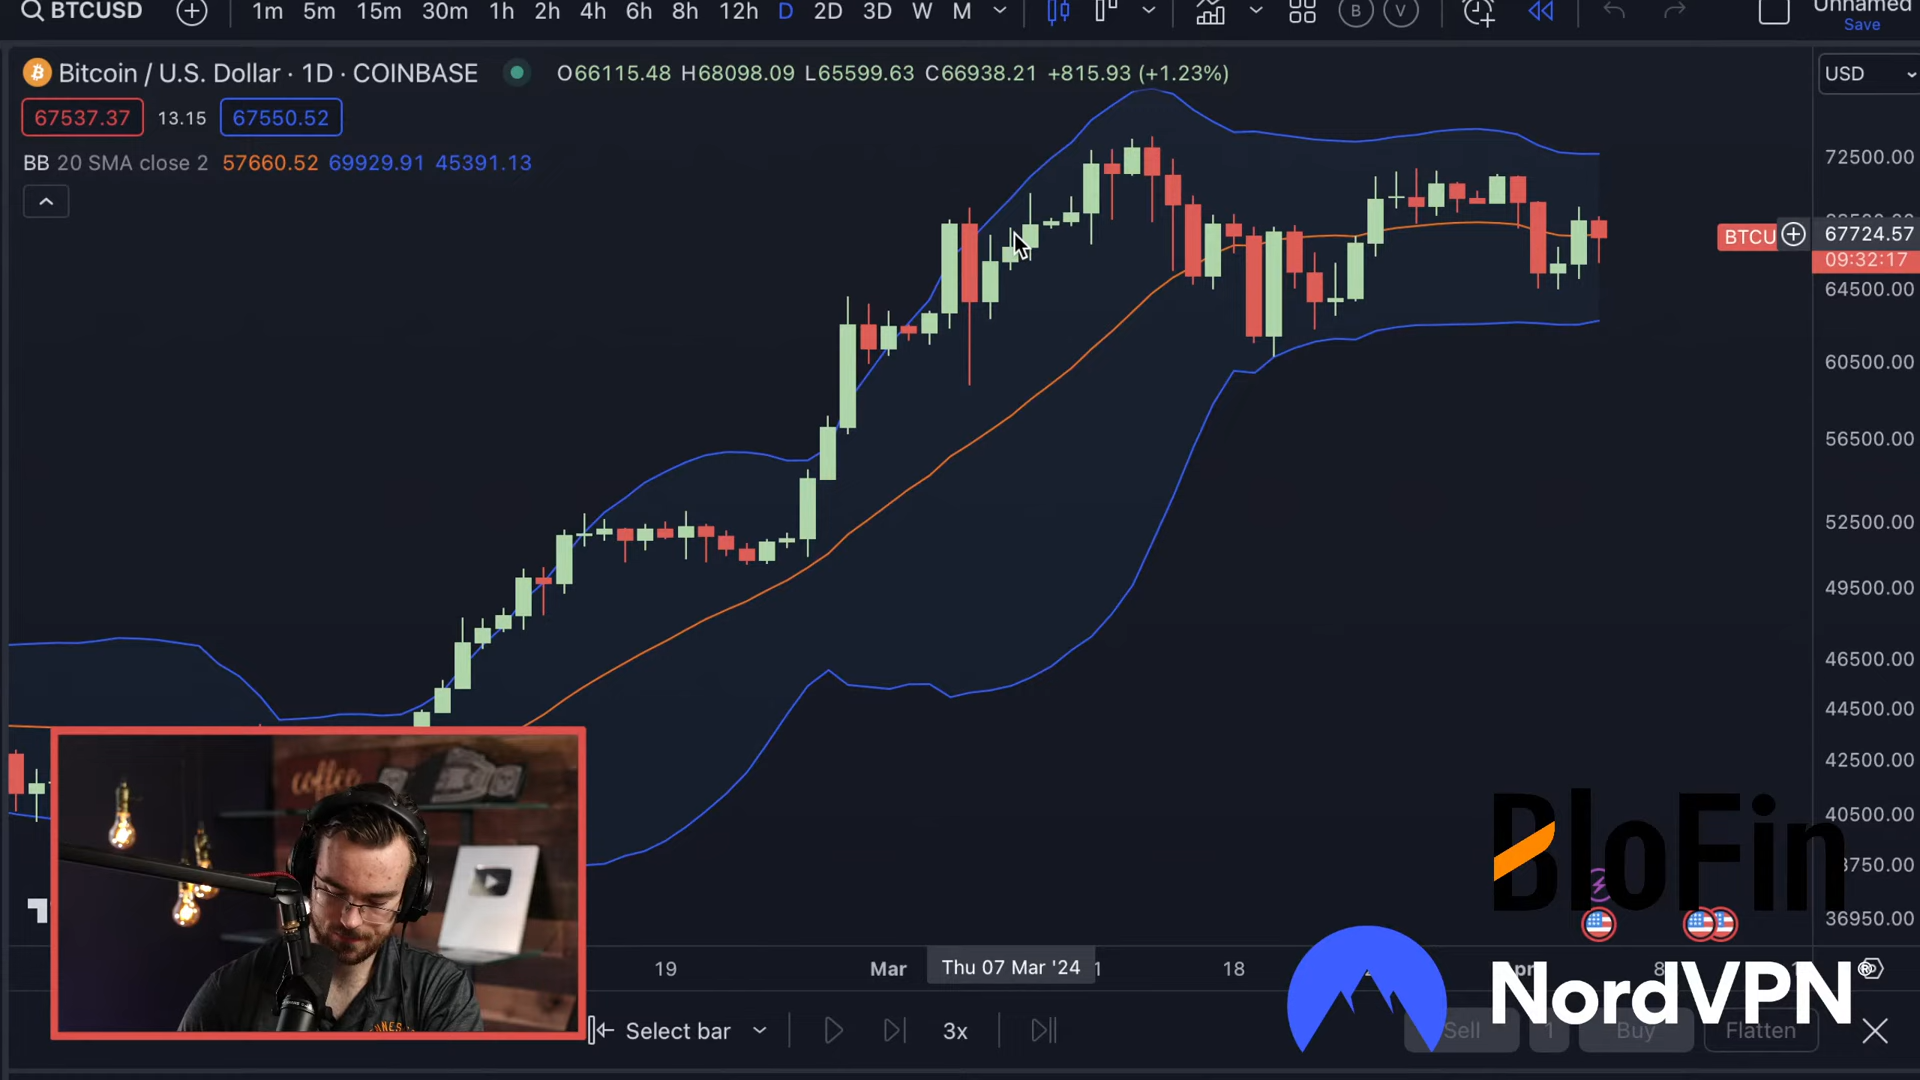 BTCUSD 1m 5m 15m 30m 1h 2h 4h 6h 8h 12h D 2D 3D W M B V Unnamed
Save
Bitcoin / U.S. Dollar · 1D · COINBASE O66115.48 H68098.09 L65599.63 C66938.21 +815.93 (+1.23%) USD
67537.37 13.15 67550.52
BB 20 SMA close 2 57660.52 69929.91 45391.13
72500.00
BTCU 67724.57
09:32:17
64500.00
60500.00
56500.00
52500.00
49500.00
46500.00
44500.00
42500.00
coffee
40500.00
BloFin
36950.00
19 Mar Thu 07 Mar '24 18 8
NordVPN®
Select bar 3x Sell 1 Buy Flatten